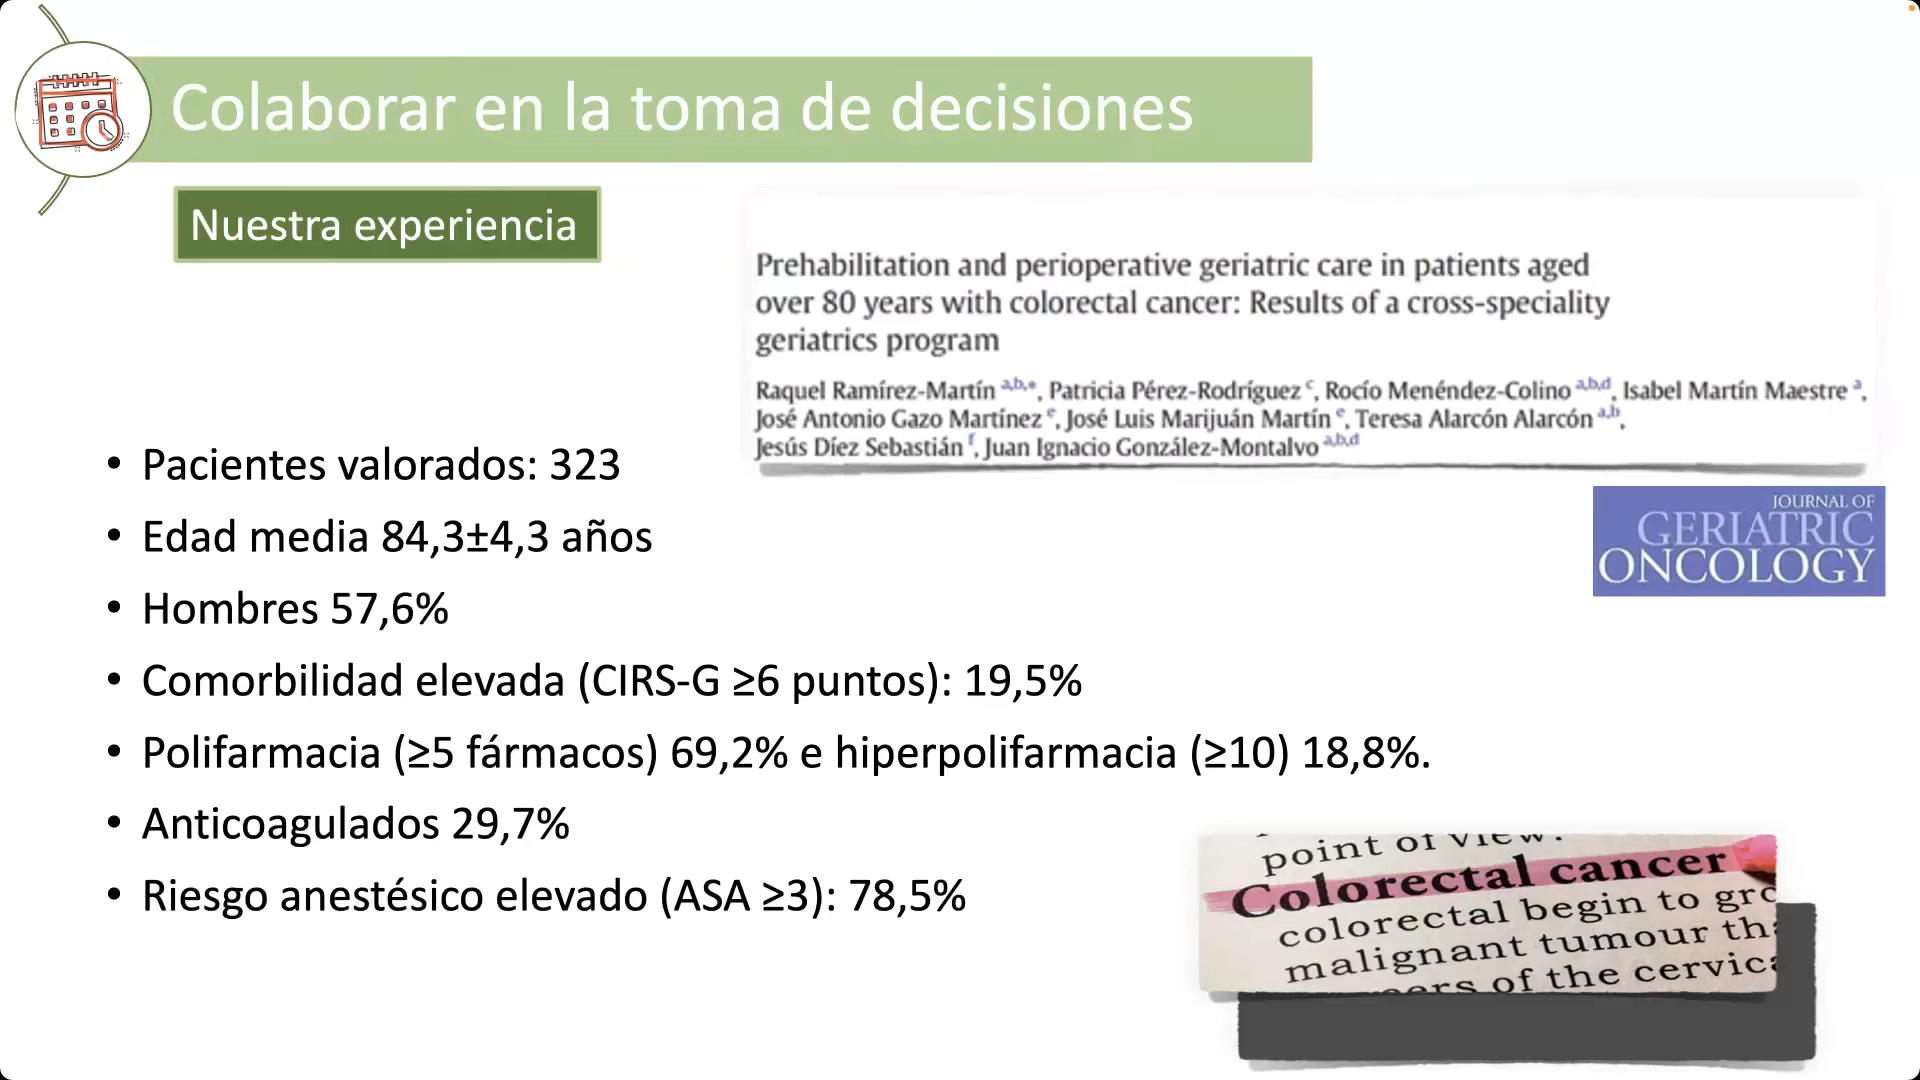 Colaborar en la toma de decisiones
Nuestra experiencia
Prehabilitation and perioperative geriatric care in patients aged
over 80 years with colorectal cancer: Results of a cross-speciality
geriatrics program
Raquel Ramírez-Martín a,b,*, Patricia Pérez-Rodríguez c, Rocío Menéndez-Colino a,b,d, Isabel Martín Maestre a,
José Antonio Gazo Martínez e, José Luis Marijuán Martín e, Teresa Alarcón Alarcón a,b,
Jesús Díez Sebastián f, Juan Ignacio González-Montalvo a,b,d
JOURNAL OF
GERIATRIC
ONCOLOGY
• Pacientes valorados: 323
• Edad media 84,3±4,3 años
• Hombres 57,6%
• Comorbilidad elevada (CIRS-G ≥6 puntos): 19,5%
• Polifarmacia (≥5 fármacos) 69,2% e hiperpolifarmacia (≥10) 18,8%.
• Anticoagulados 29,7%
• Riesgo anestésico elevado (ASA ≥3): 78,5%
point of view.
Colorectal cancer
colorectal begin to gro
malignant tumour tha
of the cervica